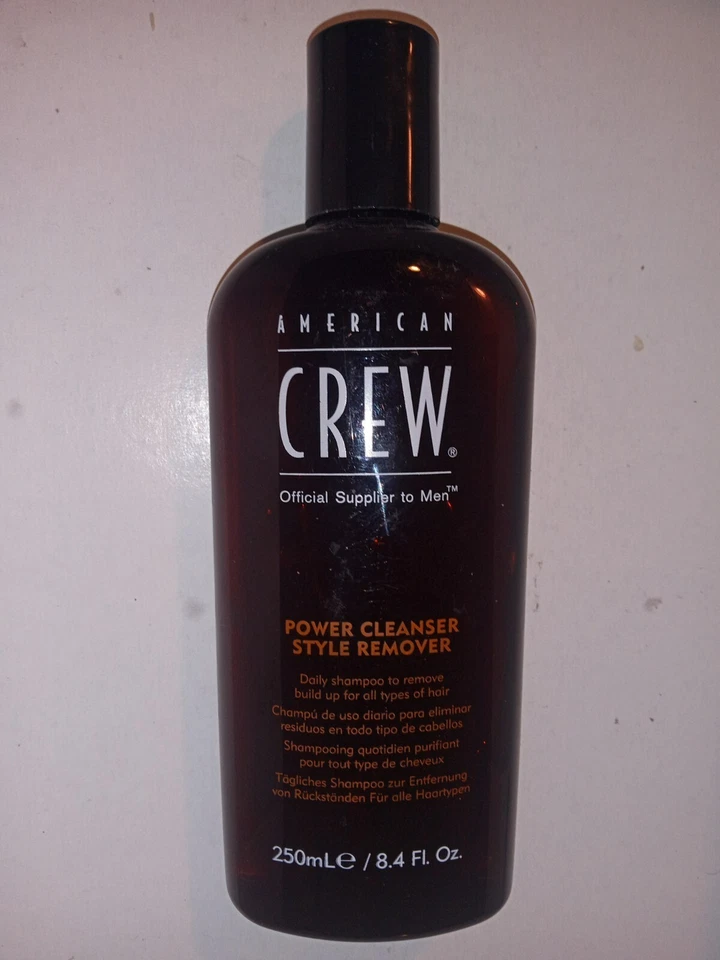 AMERICAN
CREW®
Official Supplier to Men™
POWER CLEANSER
STYLE REMOVER
Daily shampoo to remove
build up for all types of hair
Champú de uso diario para eliminar
residuos en todo tipo de cabellos
Shampooing quotidien purifiant
pour tout type de cheveux
Tägliches Shampoo zur Entfernung
von Rückständen Für alle Haartypen
250mL℮ / 8.4 Fl. Oz.